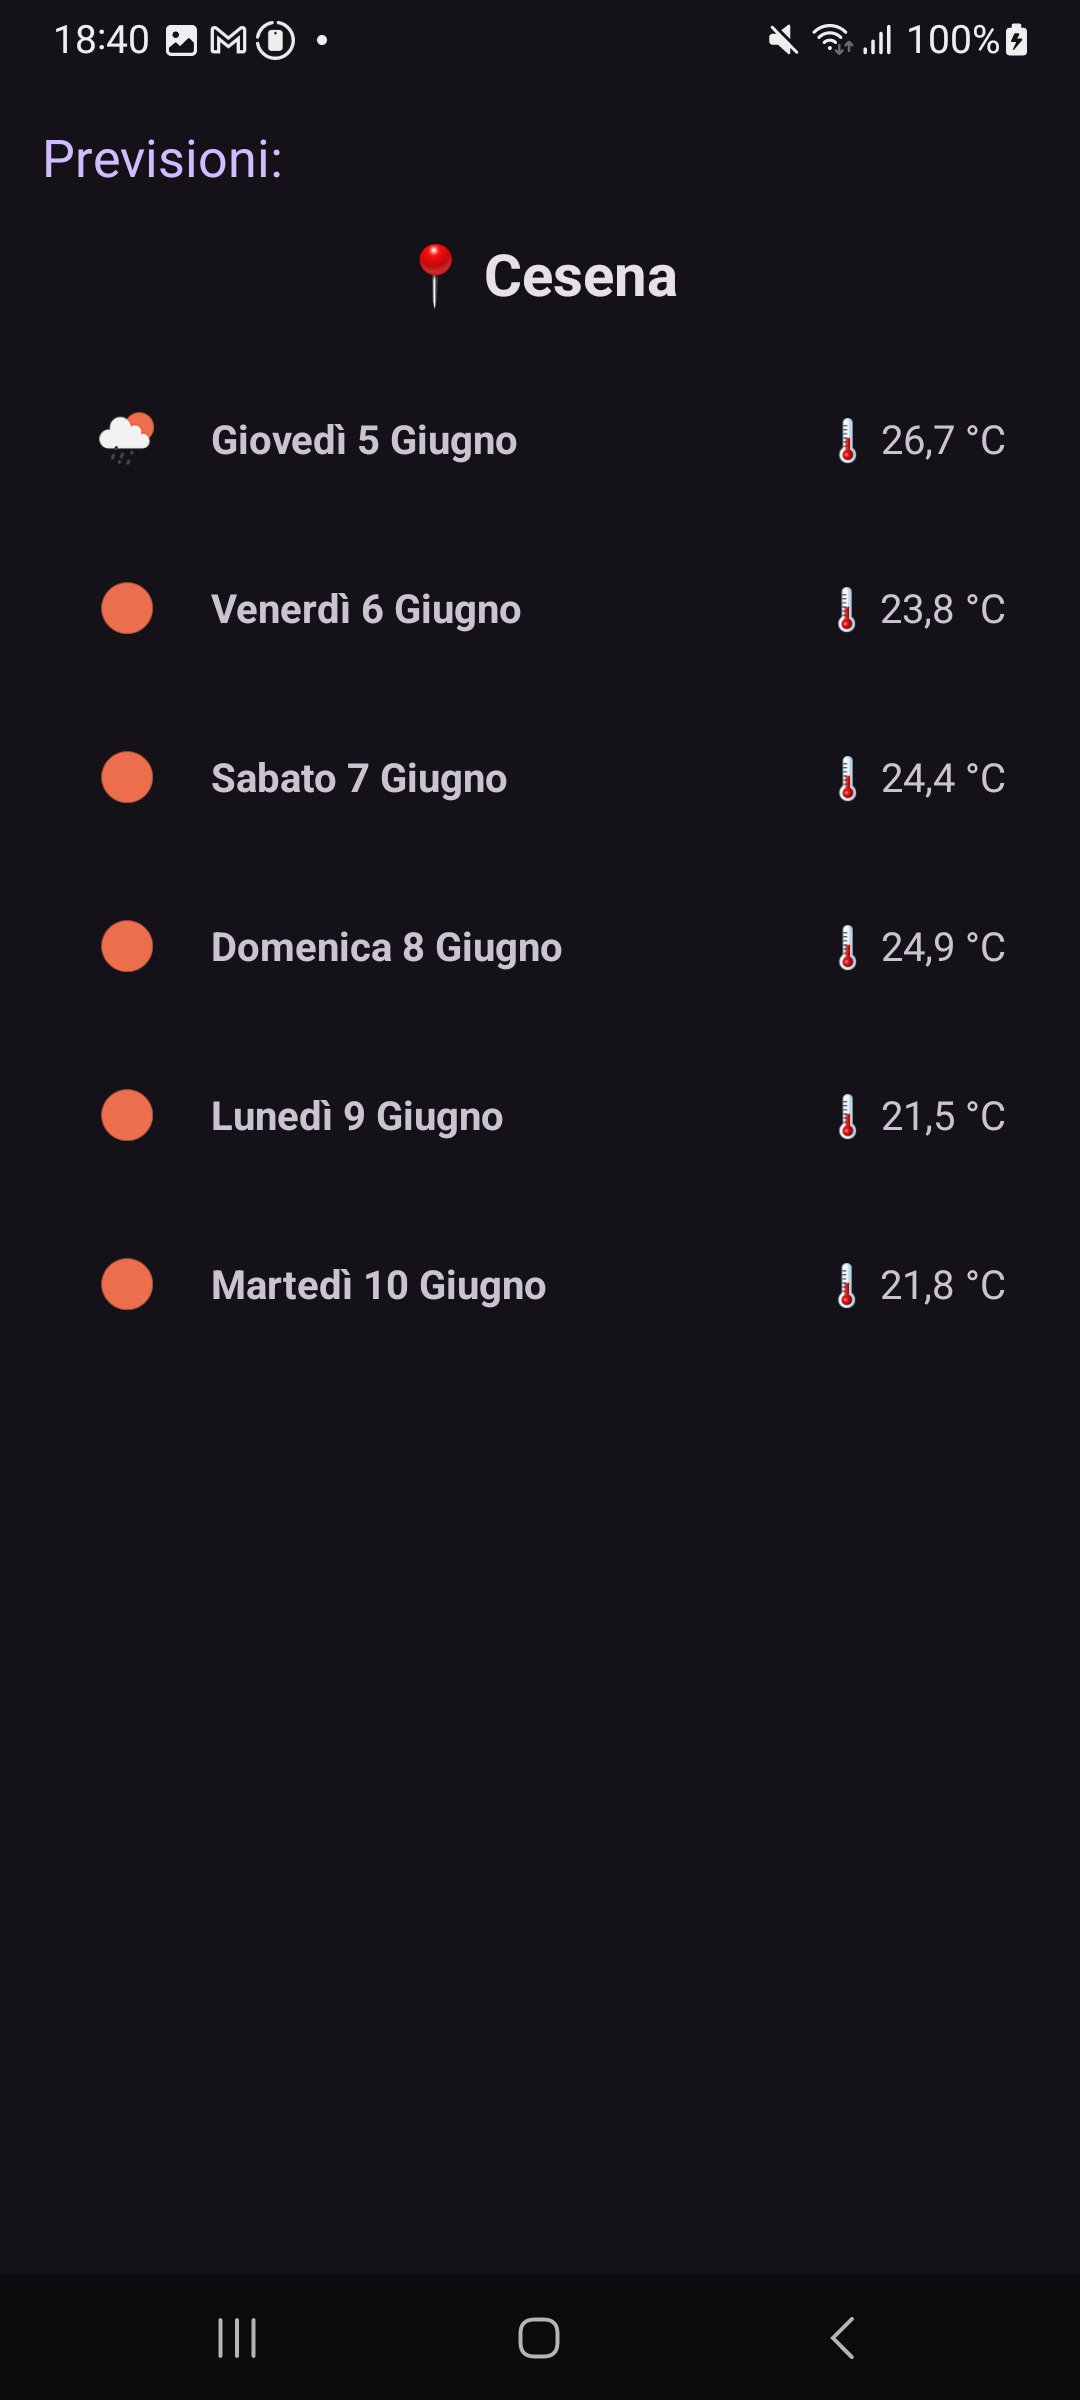 18:40 100%
Previsioni:
Cesena
Giovedì 5 Giugno 26,7 °C
Venerdì 6 Giugno 23,8 °C
Sabato 7 Giugno 24,4 °C
Domenica 8 Giugno 24,9 °C
Lunedì 9 Giugno 21,5 °C
Martedì 10 Giugno 21,8 °C